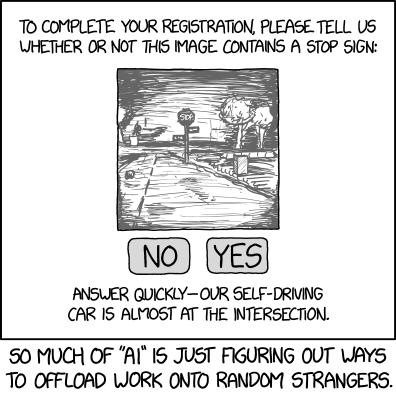 TO COMPLETE YOUR REGISTRATION, PLEASE TELL US
WHETHER OR NOT THIS IMAGE CONTAINS A STOP SIGN:
STOP
NO YES
ANSWER QUICKLY—OUR SELF-DRIVING
CAR IS ALMOST AT THE INTERSECTION.
SO MUCH OF "AI" IS JUST FIGURING OUT WAYS
TO OFFLOAD WORK ONTO RANDOM STRANGERS.